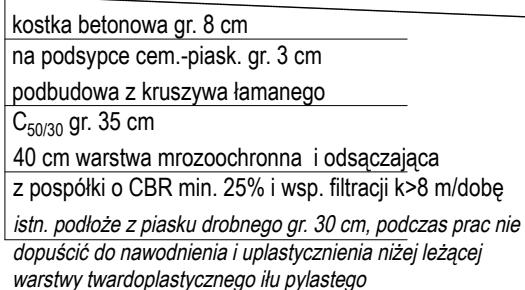 kostka betonowa gr. 8 cm
na podsypce cem.-piask. gr. 3 cm
podbudowa z kruszywa łamanego
C50/30 gr. 35 cm
40 cm warstwa mrozoochronna i odsączająca
z pospółki o CBR min. 25% i wsp. filtracji k>8 m/dobę
istn. podłoże z piasku drobnego gr. 30 cm, podczas prac nie
dopuścić do nawodnienia i uplastycznienia niżej leżącej
warstwy twardoplastycznego iłu pylastego